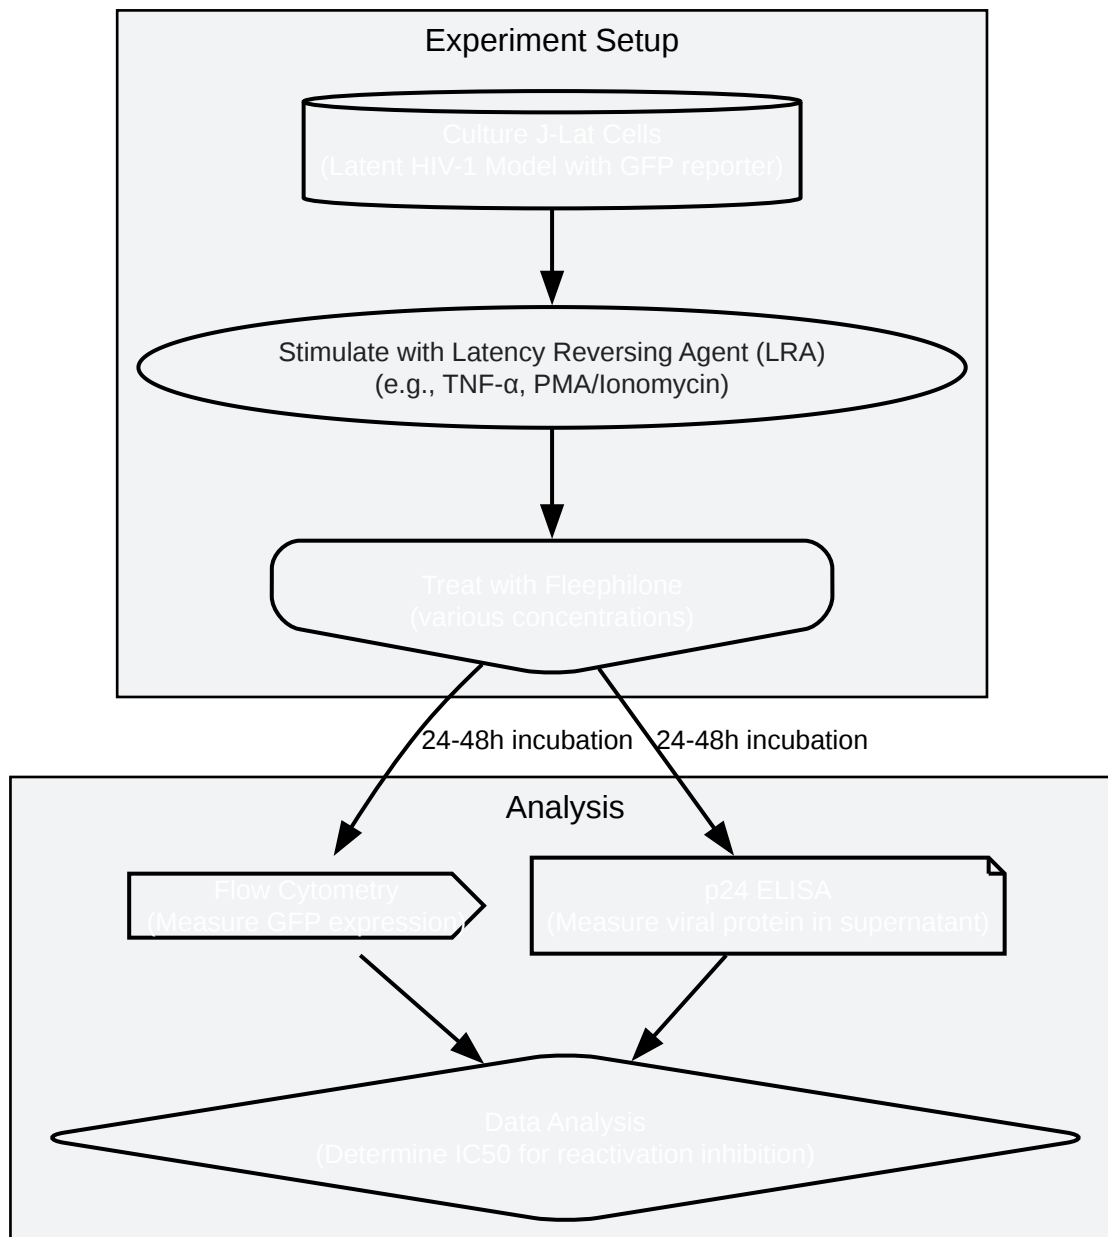 Experiment Setup
Culture J-Lat Cells
(Latent HIV-1 Model with GFP reporter)
Stimulate with Latency Reversing Agent (LRA)
(e.g., TNF-α, PMA/Ionomycin)
Treat with Fleephilone
(various concentrations)
24-48h incubation
24-48h incubation
Analysis
Flow Cytometry
(Measure GFP expression)
p24 ELISA
(Measure viral protein in supernatant)
Data Analysis
(Determine IC50 for reactivation inhibition)